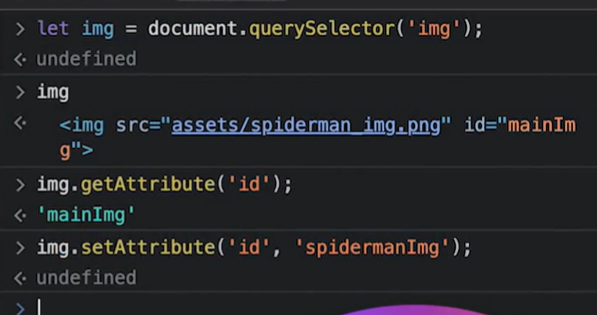 > let img = document.querySelector('img');
< undefined
> img
< <img src="assets/spiderman_img.png" id="mainIm
g">
> img.getAttribute('id');
< 'mainImg'
> img.setAttribute('id', 'spidermanImg');
< undefined
>